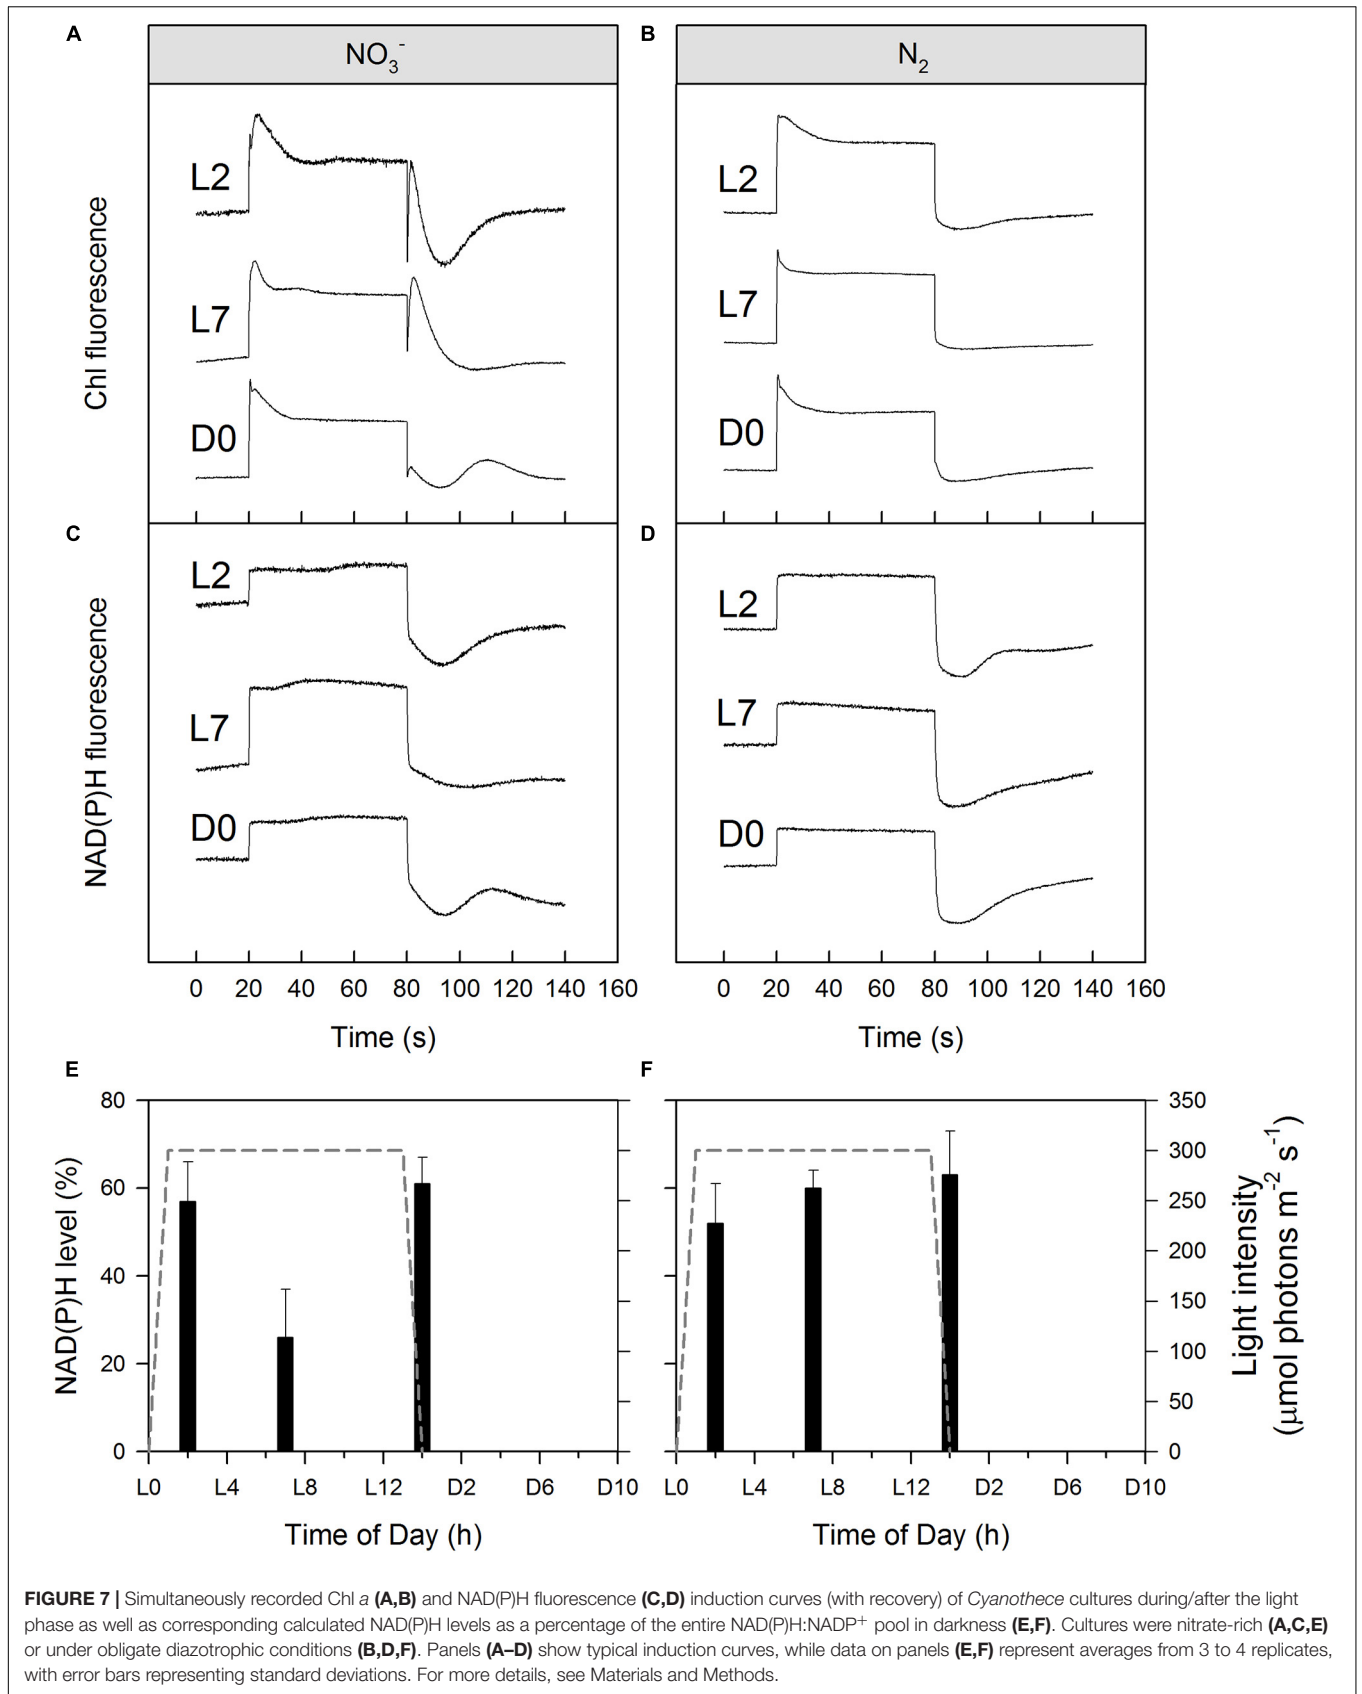 A
B
NO3-
N2
L2
L7
D0
Chl fluorescence
L2
L7
D0
C
D
L2
L7
D0
NAD(P)H fluorescence
L2
L7
D0
0 20 40 60 80 100 120 140 160
0 20 40 60 80 100 120 140 160
Time (s)
Time (s)
E
F
80
60
40
20
0
NAD(P)H level (%)
350
300
250
200
150
100
50
0
Light intensity
(μmol photons m-2 s-1)
L0 L4 L8 L12 D2 D6 D10
L0 L4 L8 L12 D2 D6 D10
Time of Day (h)
Time of Day (h)
FIGURE 7 | Simultaneously recorded Chl a (A,B) and NAD(P)H fluorescence (C,D) induction curves (with recovery) of Cyanothece cultures during/after the light
phase as well as corresponding calculated NAD(P)H levels as a percentage of the entire NAD(P)H:NADP+ pool in darkness (E,F). Cultures were nitrate-rich (A,C,E)
or under obligate diazotrophic conditions (B,D,F). Panels (A–D) show typical induction curves, while data on panels (E,F) represent averages from 3 to 4 replicates,
with error bars representing standard deviations. For more details, see Materials and Methods.